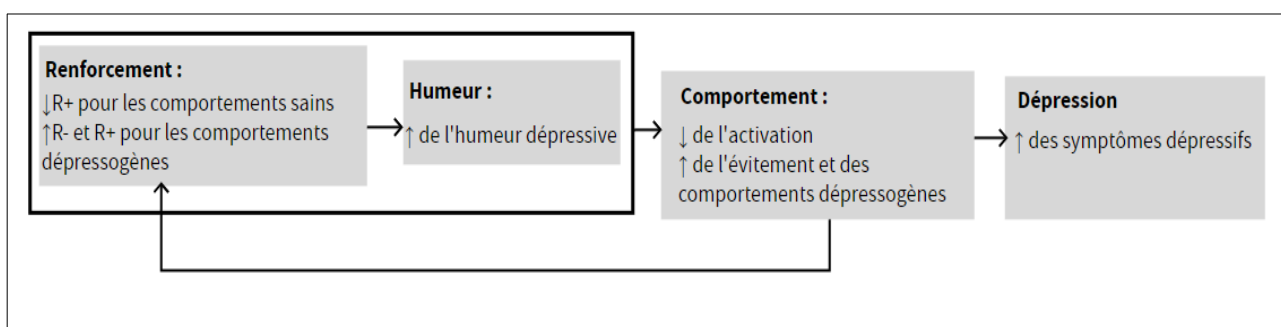 Renforcement :
↓R+ pour les comportements sains
↑R- et R+ pour les comportements
dépressogènes
Humeur :
↑ de l'humeur dépressive
Comportement :
↓ de l'activation
↑ de l'évitement et des
comportements dépressogènes
Dépression
↑ des symptômes dépressifs